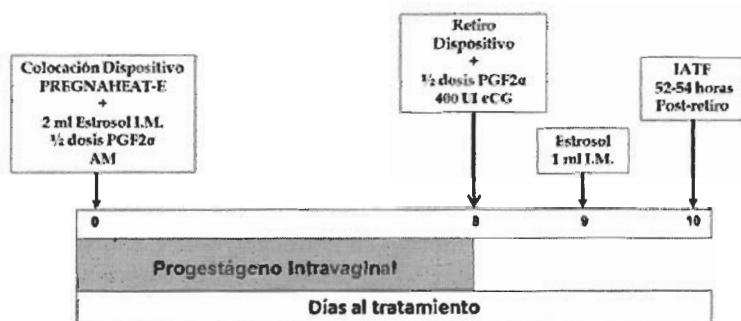 Colocación Dispositivo
PREGNAHEAT-E
+
2 ml Estrosol I.M.
½ dosis PGF2α
AM
Retiro
Dispositivo
+
½ dosis PGF2α
400 UI eCG
Estrosol
1 ml I.M.
IATF
52-54 horas
Post-retiro
0
8
9
10
Progestágeno Intravaginal
Días al tratamiento